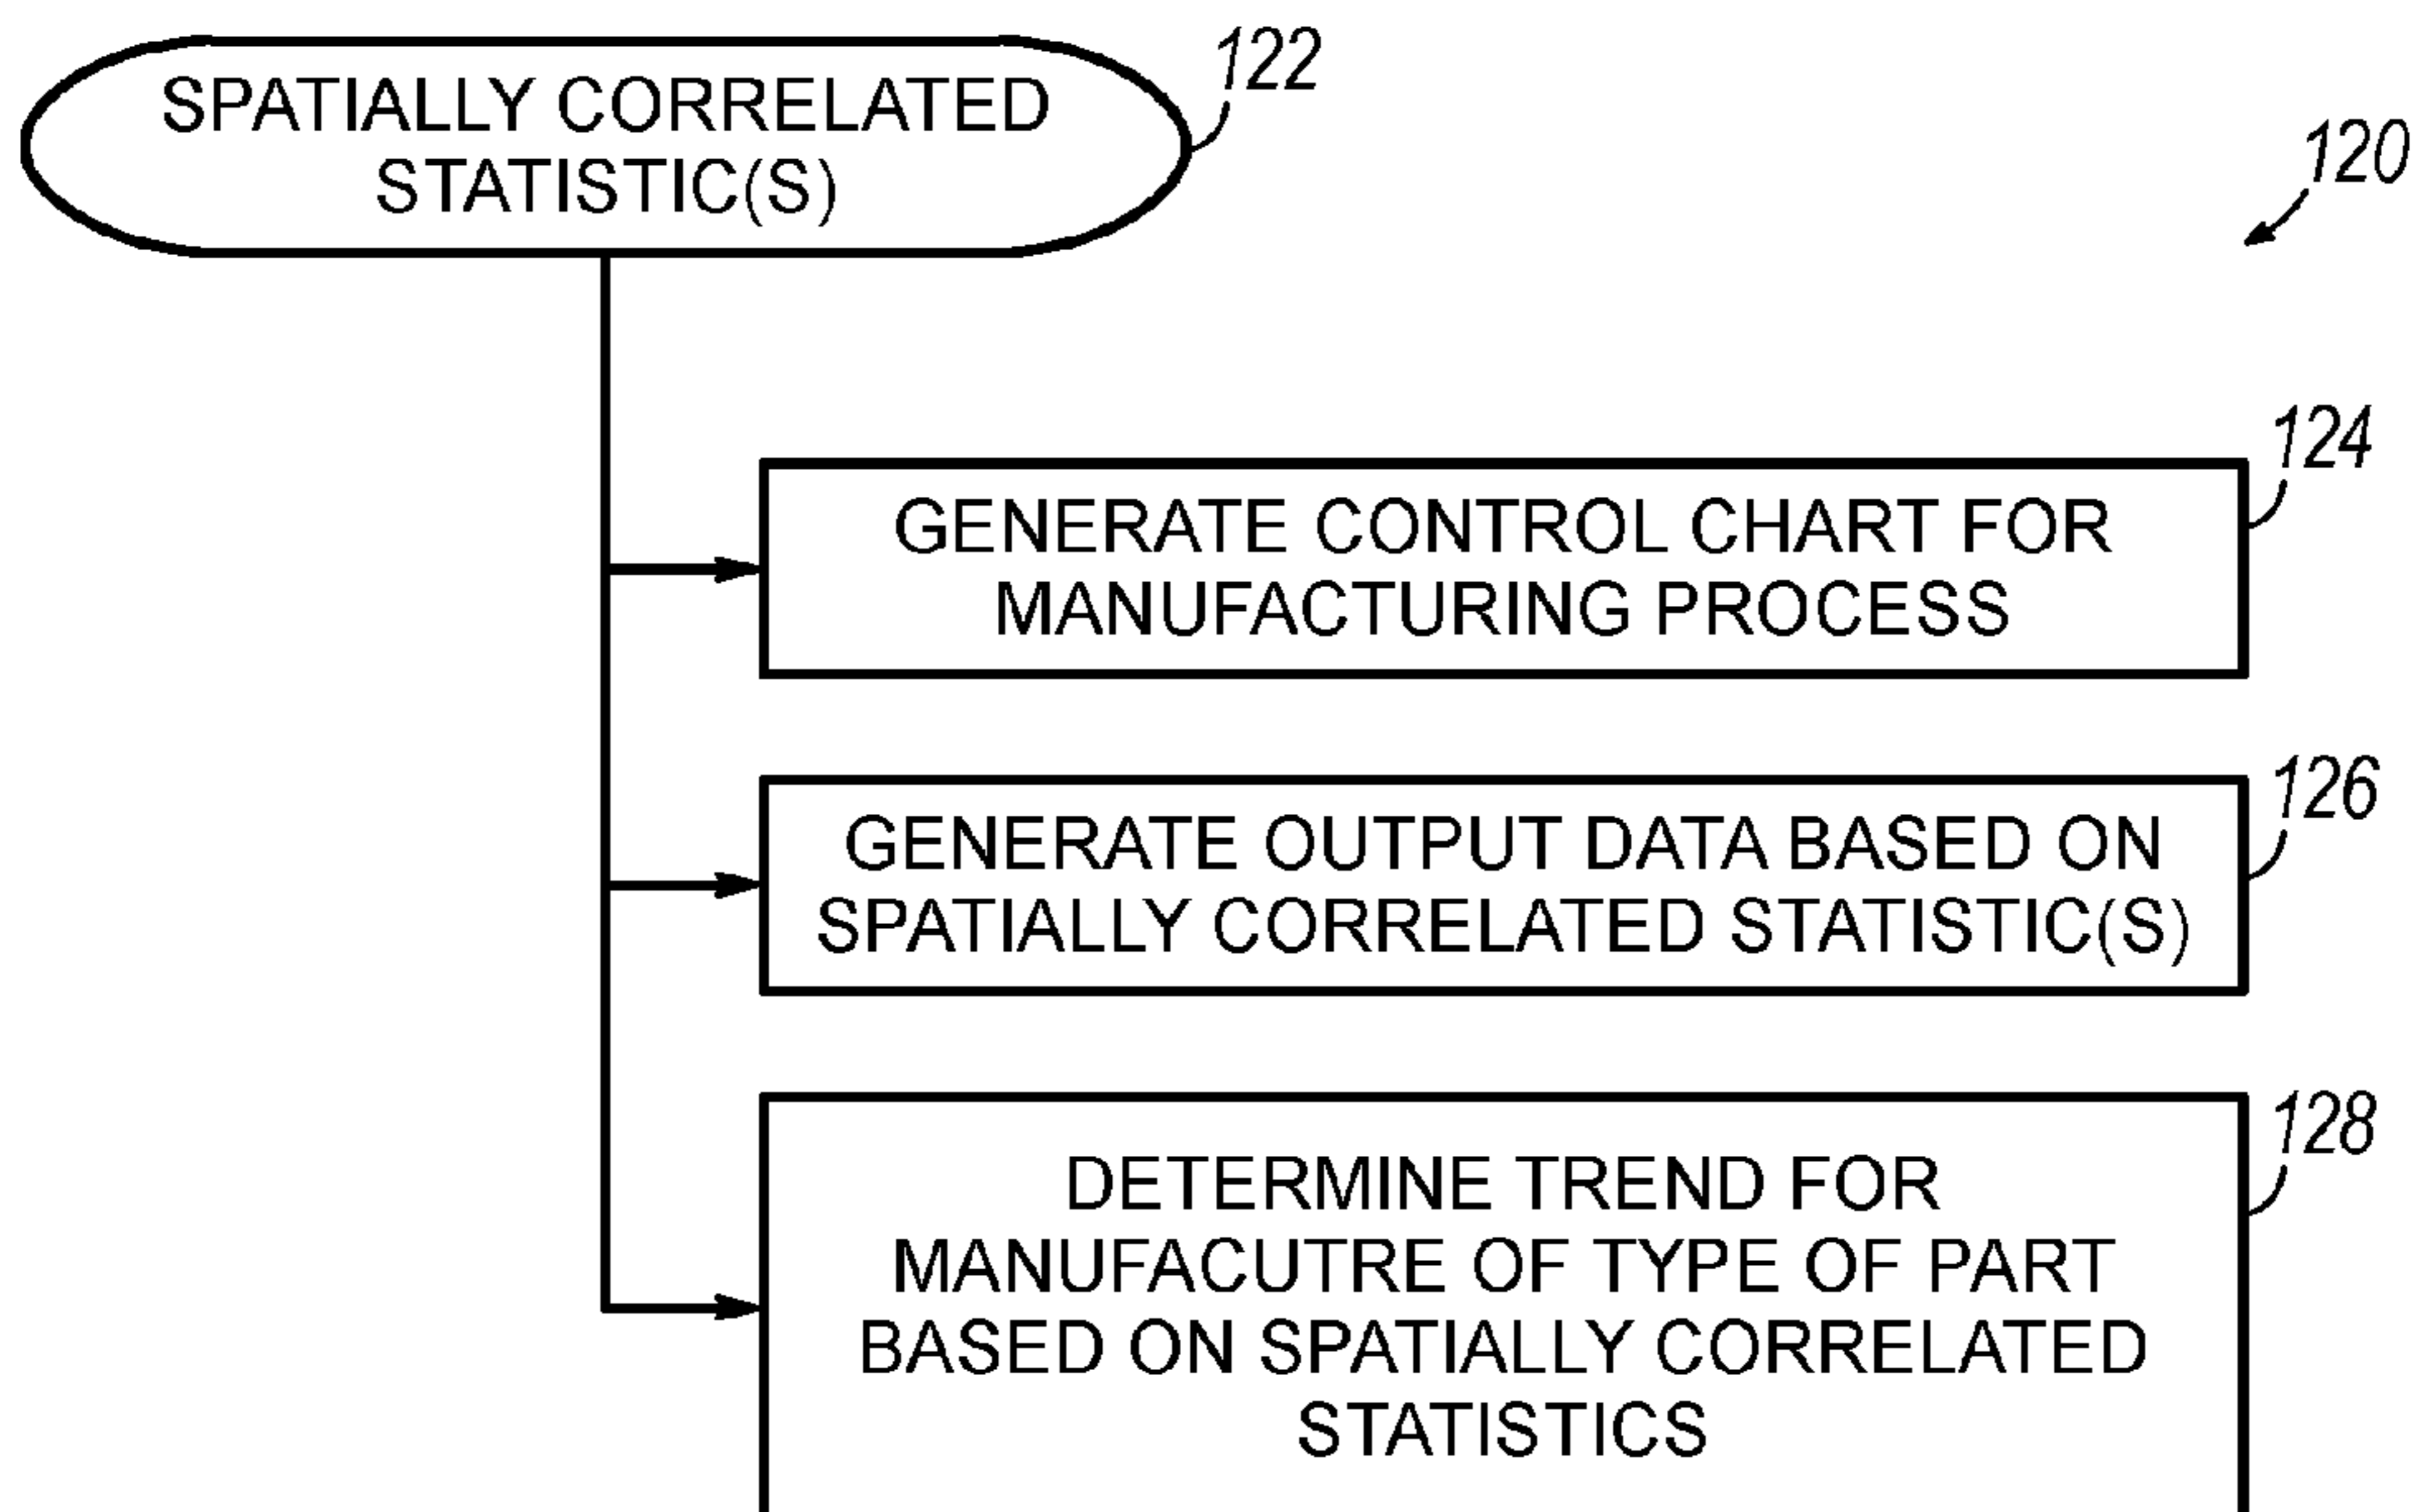 SPATIALLY CORRELATED
STATISTIC(S)
122
120
124
GENERATE CONTROL CHART FOR
MANUFACTURING PROCESS
126
GENERATE OUTPUT DATA BASED ON
SPATIALLY CORRELATED STATISTIC(S)
128
DETERMINE TREND FOR
MANUFACUTRE OF TYPE OF PART
BASED ON SPATIALLY CORRELATED
STATISTICS